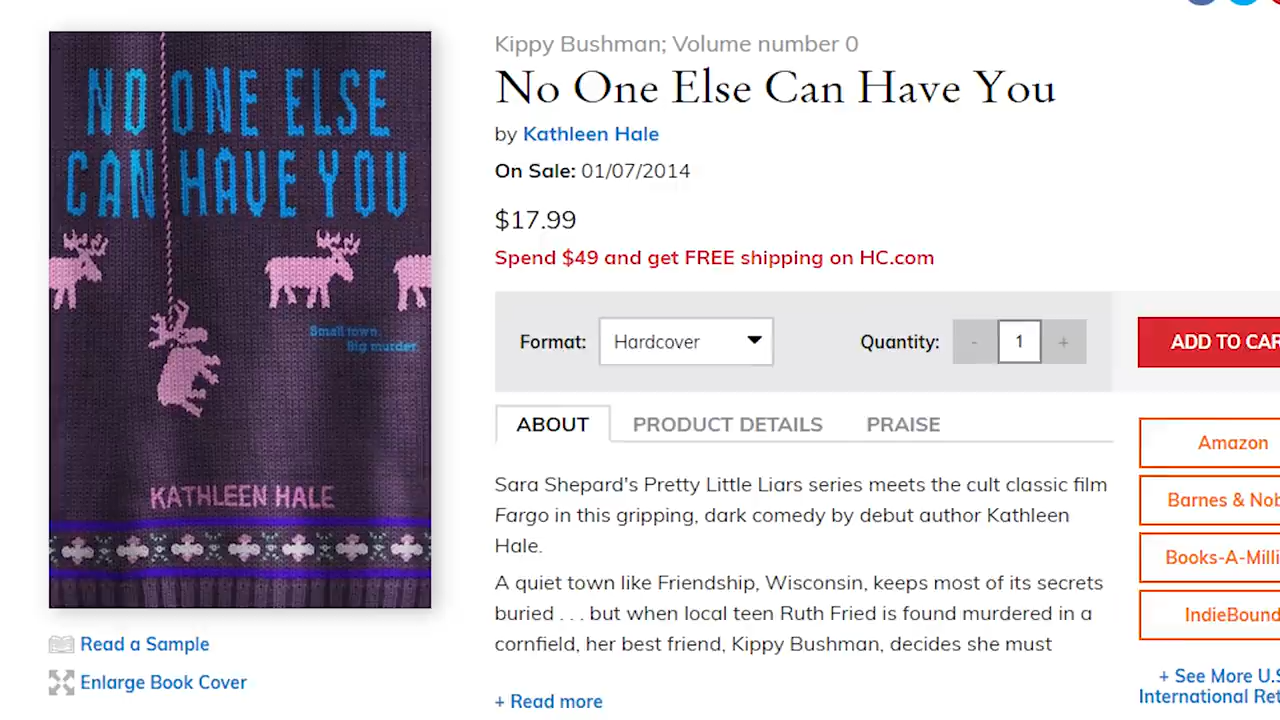 NO ONE ELSE
CAN HAVE YOU
Small town.
Big murder.
KATHLEEN HALE
Read a Sample
Enlarge Book Cover
Kippy Bushman; Volume number 0
No One Else Can Have You
by Kathleen Hale
On Sale: 01/07/2014
$17.99
Spend $49 and get FREE shipping on HC.com
Format: Hardcover Quantity: - 1 +
ADD TO CAR
ABOUT PRODUCT DETAILS PRAISE
Sara Shepard's Pretty Little Liars series meets the cult classic film
Fargo in this gripping, dark comedy by debut author Kathleen
Hale.
A quiet town like Friendship, Wisconsin, keeps most of its secrets
buried . . . but when local teen Ruth Fried is found murdered in a
cornfield, her best friend, Kippy Bushman, decides she must
+ Read more
Amazon
Barnes & Nob
Books-A-Milli
IndieBound
+ See More U.S
International Ret